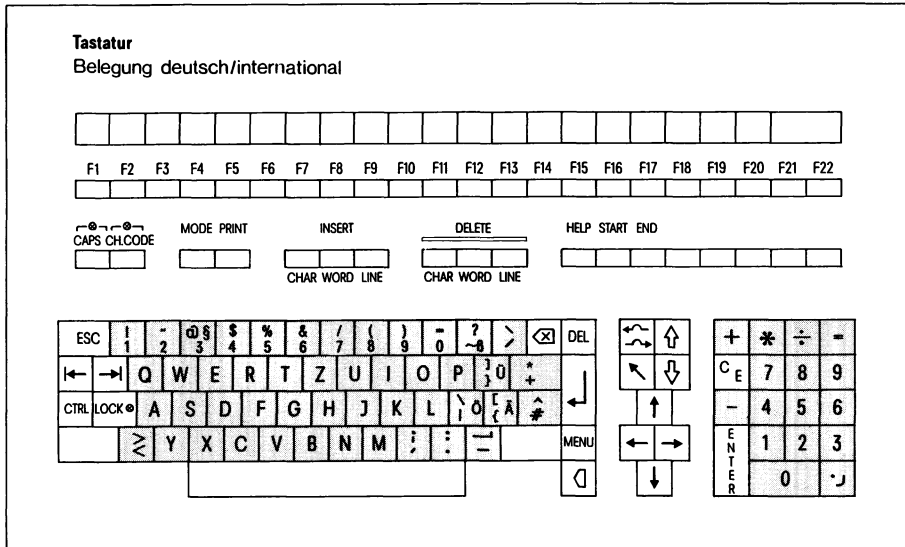 Tastatur
Belegung deutsch/international
F1 F2 F3 F4 F5 F6 F7 F8 F9 F10 F11 F12 F13 F14 F15 F16 F17 F18 F19 F20 F21 F22
CAPS CH.CODE MODE PRINT INSERT DELETE HELP START END
CHAR WORD LINE CHAR WORD LINE
ESC ! 1 " 2 @ § 3 $ 4 % 5 & 6 / 7 ( 8 ) 9 = 0 ? ~ß \ / DEL + * ÷ =
Q W E R T Z U I O P ] } Ü * + CE 7 8 9
CTRL LOCK A S D F G H J K L \ | Ö [ { Ä ^ # - 4 5 6
> < Y X C V B N M ; , : . _ MENU ENTER 1 2 3
0 .